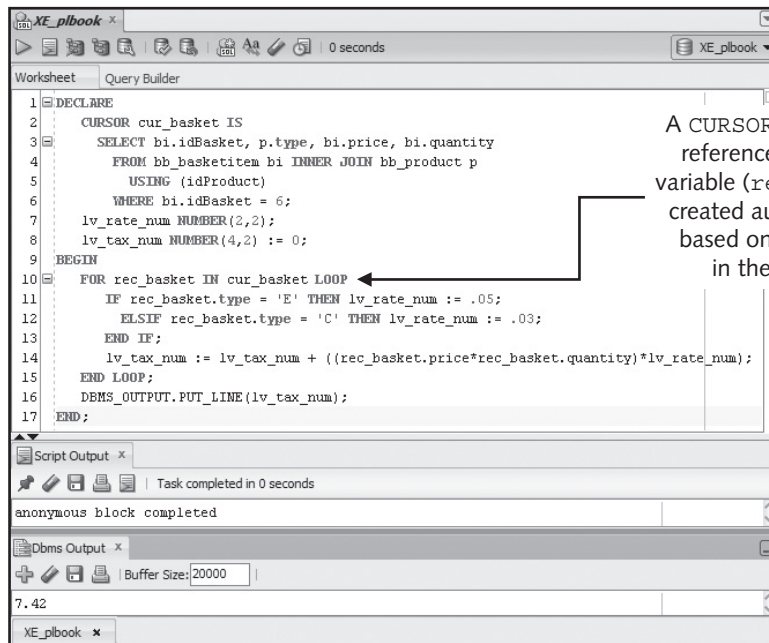 XE_plbook
0 seconds
XE_plbook
Worksheet Query Builder
1 DECLARE
2 CURSOR cur_basket IS
3 SELECT bi.idBasket, p.type, bi.price, bi.quantity
4 FROM bb_basketitem bi INNER JOIN bb_product p
5 USING (idProduct)
6 WHERE bi.idBasket = 6;
7 lv_rate_num NUMBER(2,2);
8 lv_tax_num NUMBER(4,2) := 0;
9 BEGIN
10 FOR rec_basket IN cur_basket LOOP
11 IF rec_basket.type = 'E' THEN lv_rate_num := .05;
12 ELSIF rec_basket.type = 'C' THEN lv_rate_num := .03;
13 END IF;
14 lv_tax_num := lv_tax_num + ((rec_basket.price*rec_basket.quantity)*lv_rate_num);
15 END LOOP;
16 DBMS_OUTPUT.PUT_LINE(lv_tax_num);
17 END;
A CURSOR
reference
variable (re
created au
based on
in the
Script Output
Task completed in 0 seconds
anonymous block completed
Dbms Output
Buffer Size: 20000
7.42
XE_plbook